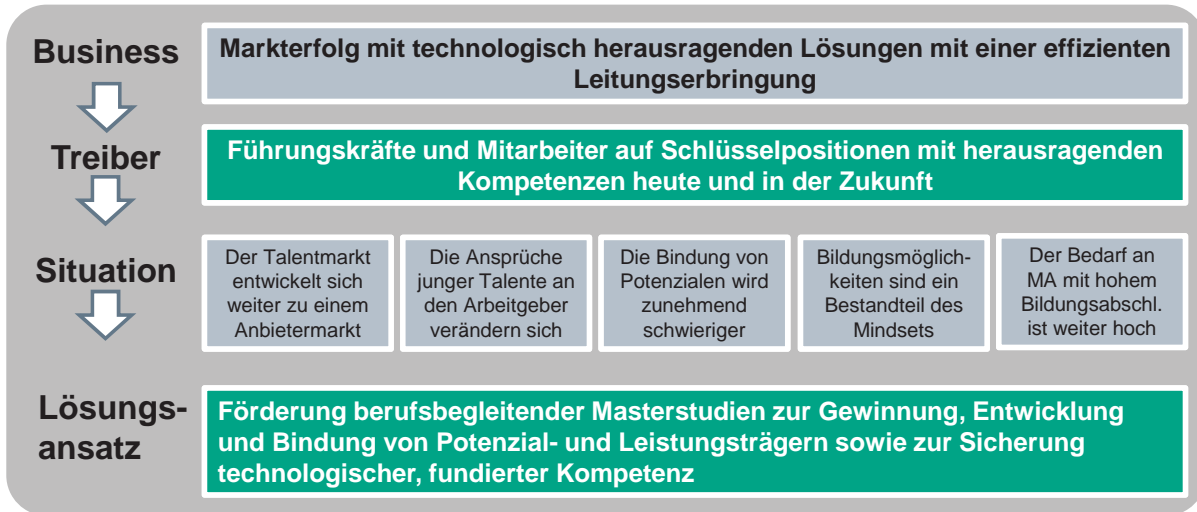 Business
Markterfolg mit technologisch herausragenden Lösungen mit einer effizienten
Leitungserbringung
Treiber
Führungskräfte und Mitarbeiter auf Schlüsselpositionen mit herausragenden
Kompetenzen heute und in der Zukunft
Situation
Der Talentmarkt
entwickelt sich
weiter zu einem
Anbietermarkt
Die Ansprüche
junger Talente an
den Arbeitgeber
verändern sich
Die Bindung von
Potenzialen wird
zunehmend
schwieriger
Bildungsmöglich-
keiten sind ein
Bestandteil des
Mindsets
Der Bedarf an
MA mit hohem
Bildungsabschl.
ist weiter hoch
Lösungs-
ansatz
Förderung berufsbegleitender Masterstudien zur Gewinnung, Entwicklung
und Bindung von Potenzial- und Leistungsträgern sowie zur Sicherung
technologischer, fundierter Kompetenz